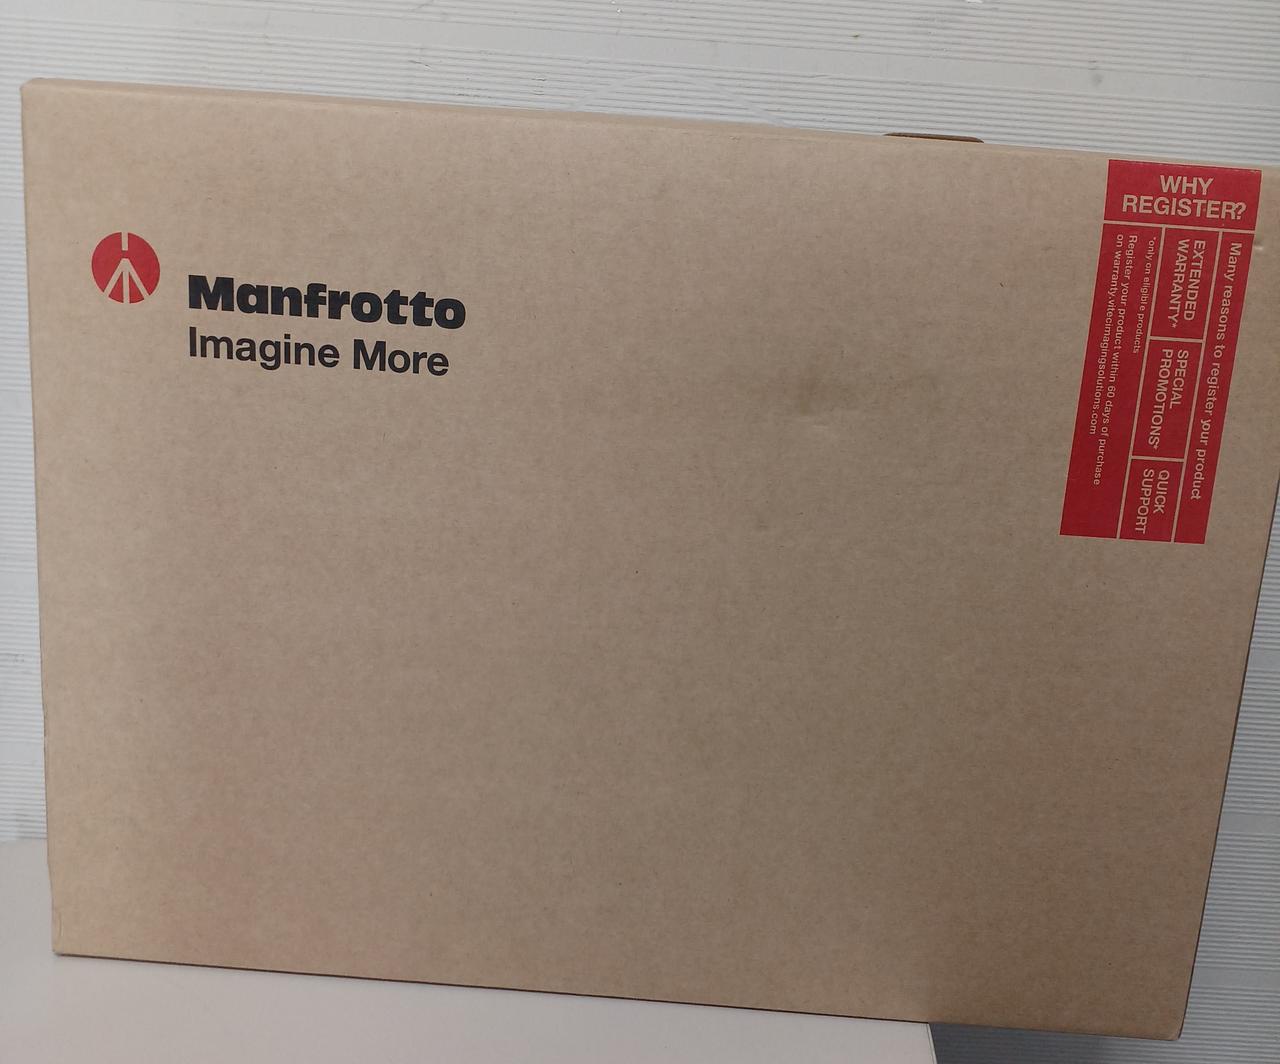 Manfrotto
Imagine More
WHY
REGISTER?
Many reasons to register your product
EXTENDED
WARRANTY*
SPECIAL
PROMOTIONS*
QUICK
SUPPORT
*only on eligible products
Register your product within 60 days of purchase
on warranty.vitecimagingsolutions.com